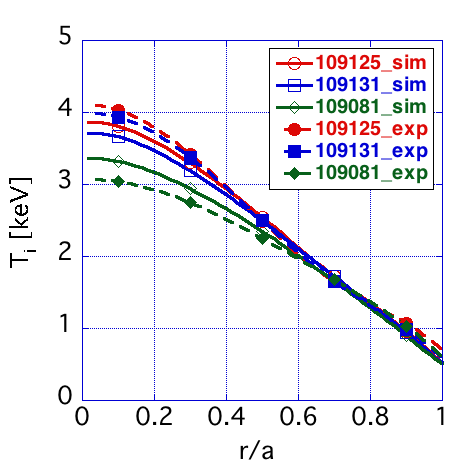 5
4
3
2
1
0
T_i [keV]
109125_sim
109131_sim
109081_sim
109125_exp
109131_exp
109081_exp
0 0.2 0.4 0.6 0.8 1
r/a